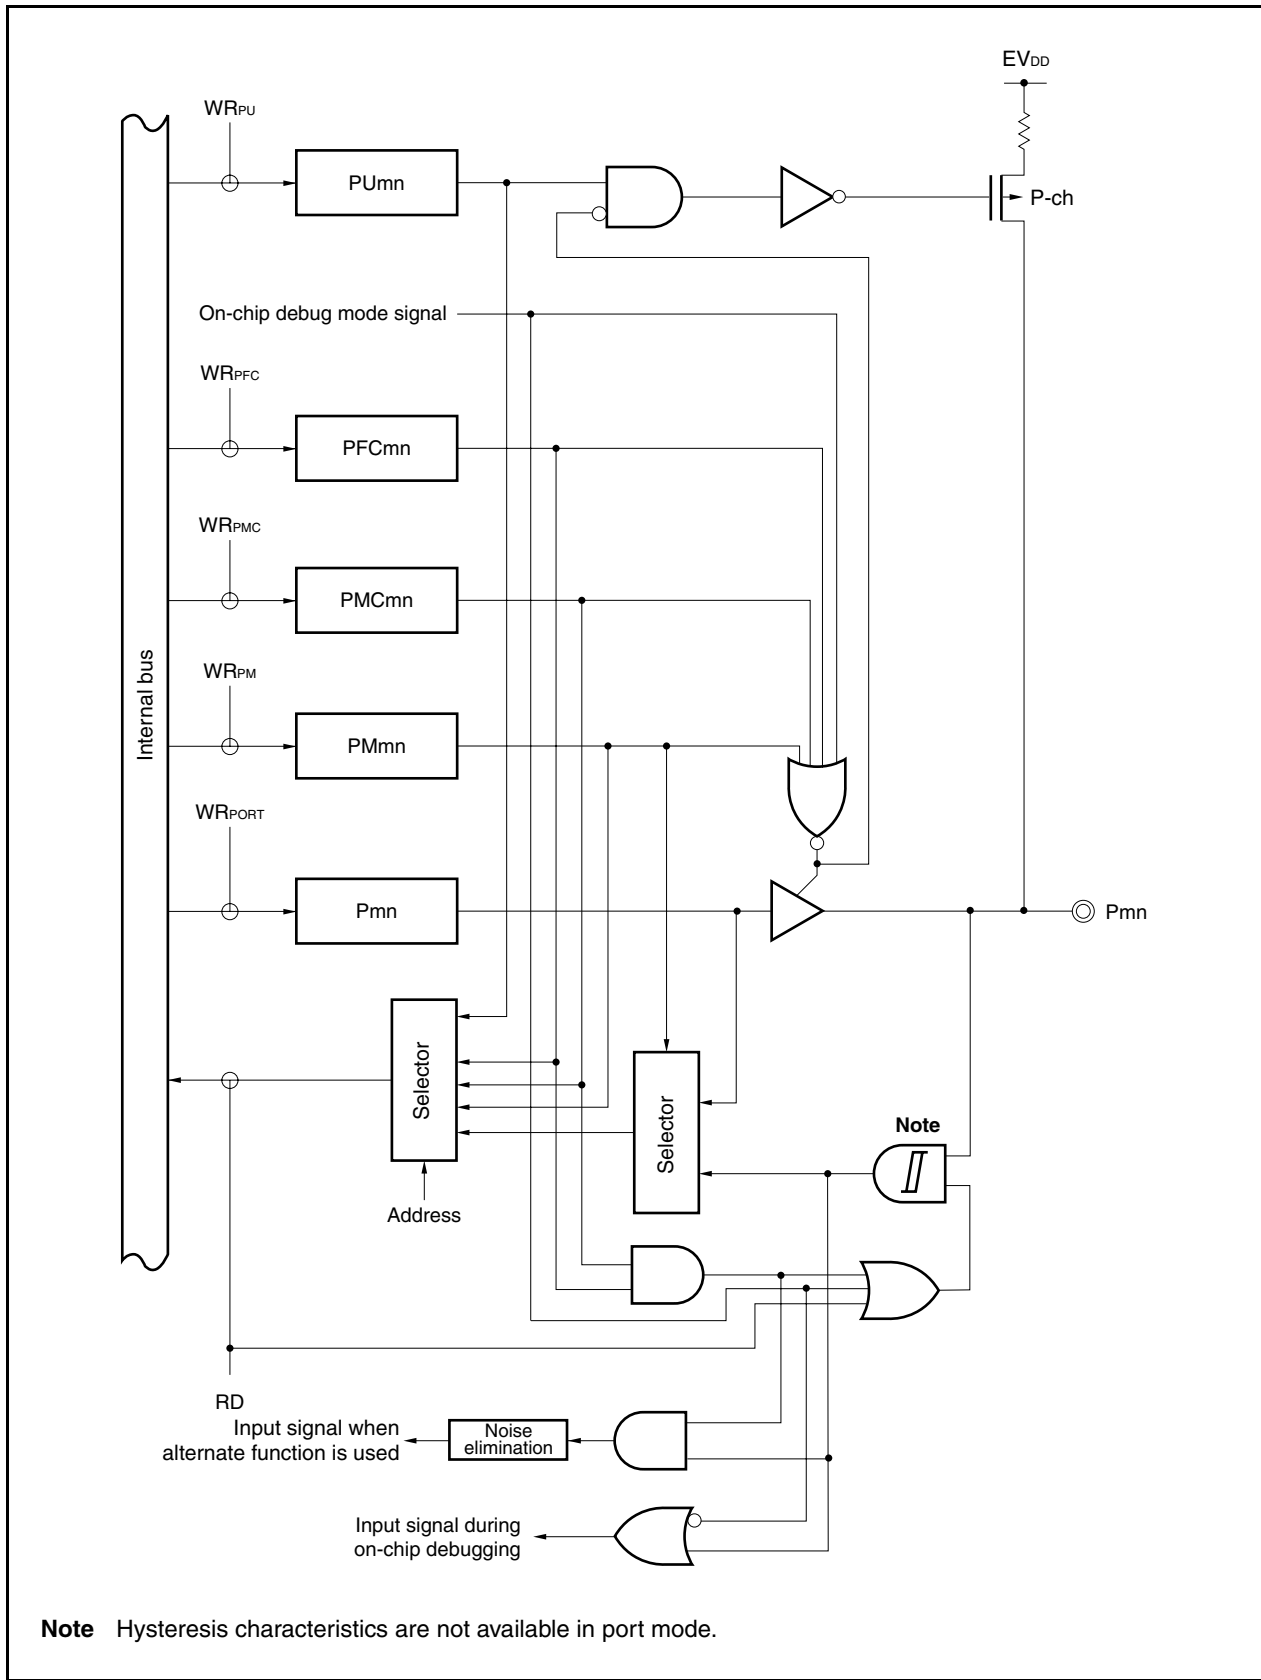 EVDD
WRPU
PUmn
P-ch
On-chip debug mode signal
WRPFC
PFCmn
WRPMC
PMCmn
Internal bus
WRPM
PMmn
WRPORT
Pmn
Pmn
Selector
Selector
Note
Address
RD
Input signal when
alternate function is used
Noise
elimination
Input signal during
on-chip debugging
Note Hysteresis characteristics are not available in port mode.